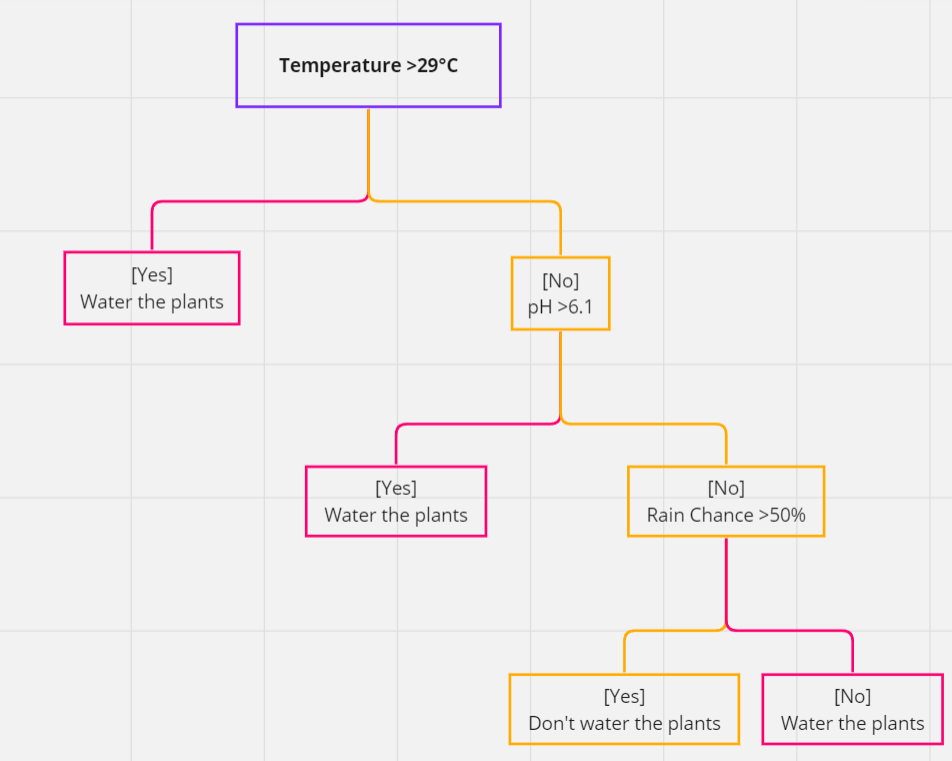 Temperature >29°C
[Yes]
Water the plants
[No]
pH >6.1
[Yes]
Water the plants
[No]
Rain Chance >50%
[Yes]
Don't water the plants
[No]
Water the plants